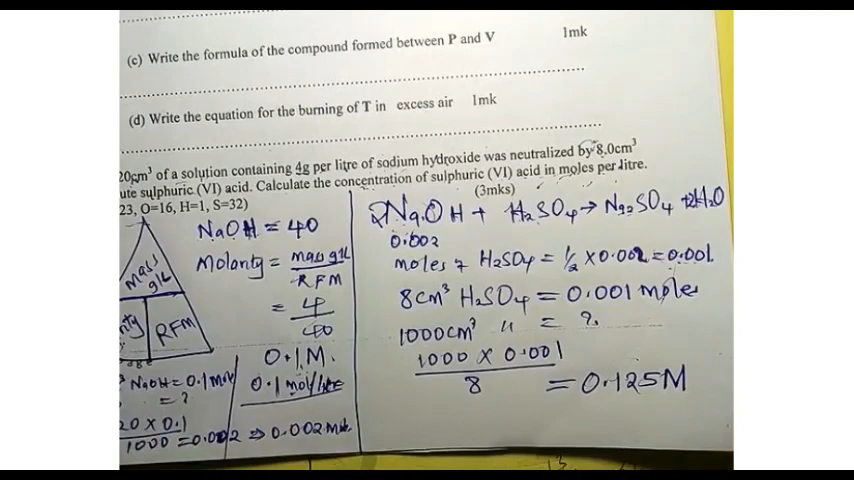 (c) Write the formula of the compound formed between P and V 1mk
(d) Write the equation for the burning of T in excess air 1mk
20cm³ of a solution containing 4g per litre of sodium hydroxide was neutralized by 8.0cm³
ute sulphuric (VI) acid. Calculate the concentration of sulphuric (VI) acid in moles per litre.
23, O=16, H=1, S=32) (3mks)
NaOH = 40
Molarity = mass g/L
RFM
= 4
40
0.1M.
0.1 mol/litre
Mass
g/L
rity
RFM
³ NaOH = 0.1 mole
= ?
20 x 0.1
1000 = 0.002 ⇒ 0.002 mol.
2NaOH + H₂SO₄ → Na₂SO₄ + 2H₂O
0.002
moles of H₂SO₄ = ½ x 0.002 = 0.001.
8cm³ H₂SO₄ = 0.001 moles
1000cm³ " = ?
1000 x 0.001
8 = 0.125M